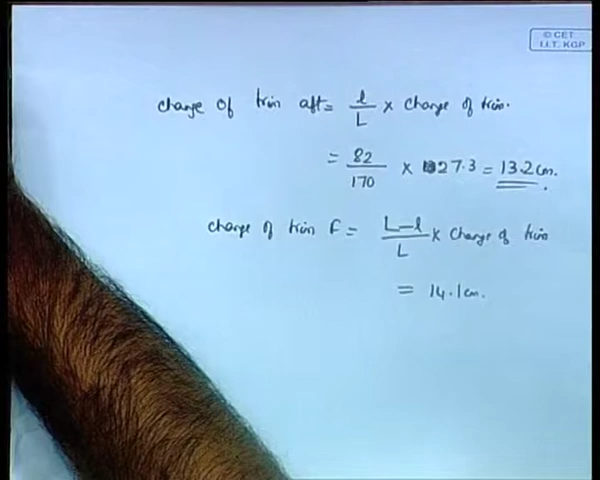 © CET
I.I.T. KGP
change of trim aft = l/L × change of trim.
= 82/170 × 27.3 = 13.2 cm.
change of trim F = L-l/L × change of trim
= 14.1 cm.